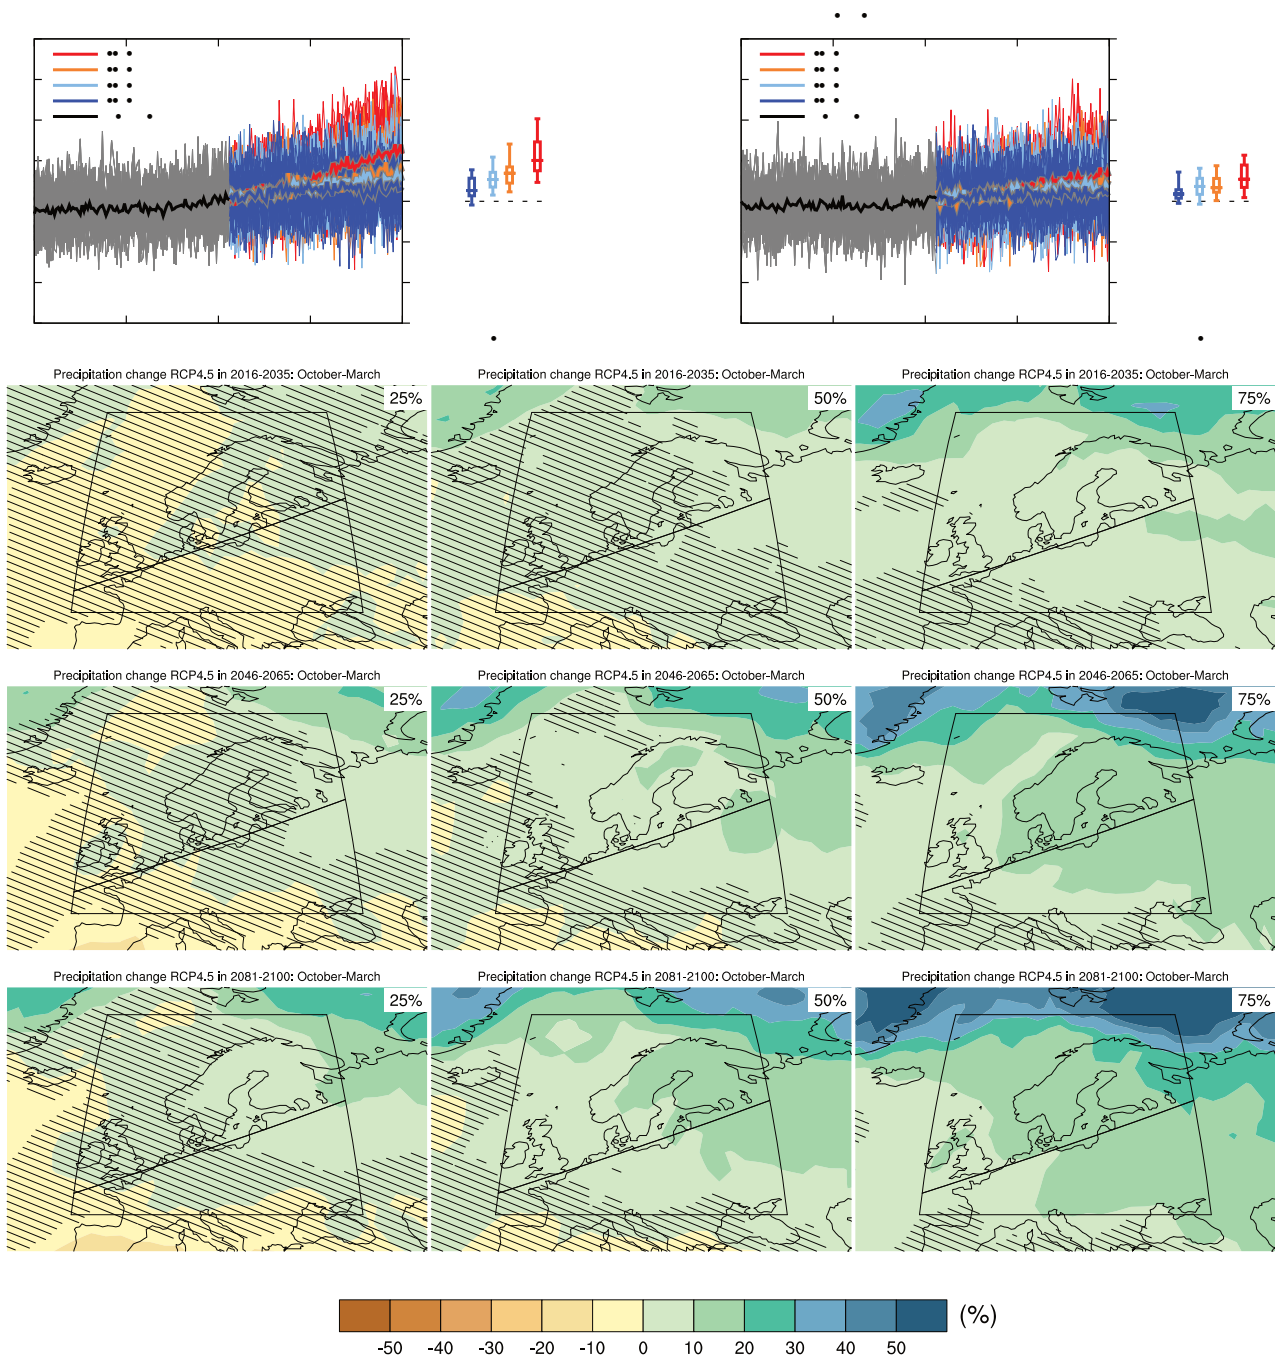 Precipitation change RCP4.5 in 2016-2035: October-March
Precipitation change RCP4.5 in 2016-2035: October-March
Precipitation change RCP4.5 in 2016-2035: October-March
25%
50%
75%
Precipitation change RCP4.5 in 2046-2065: October-March
Precipitation change RCP4.5 in 2046-2065: October-March
Precipitation change RCP4.5 in 2046-2065: October-March
25%
50%
75%
Precipitation change RCP4.5 in 2081-2100: October-March
Precipitation change RCP4.5 in 2081-2100: October-March
Precipitation change RCP4.5 in 2081-2100: October-March
25%
50%
75%
(%)
-50 -40 -30 -20 -10 0 10 20 30 40 50